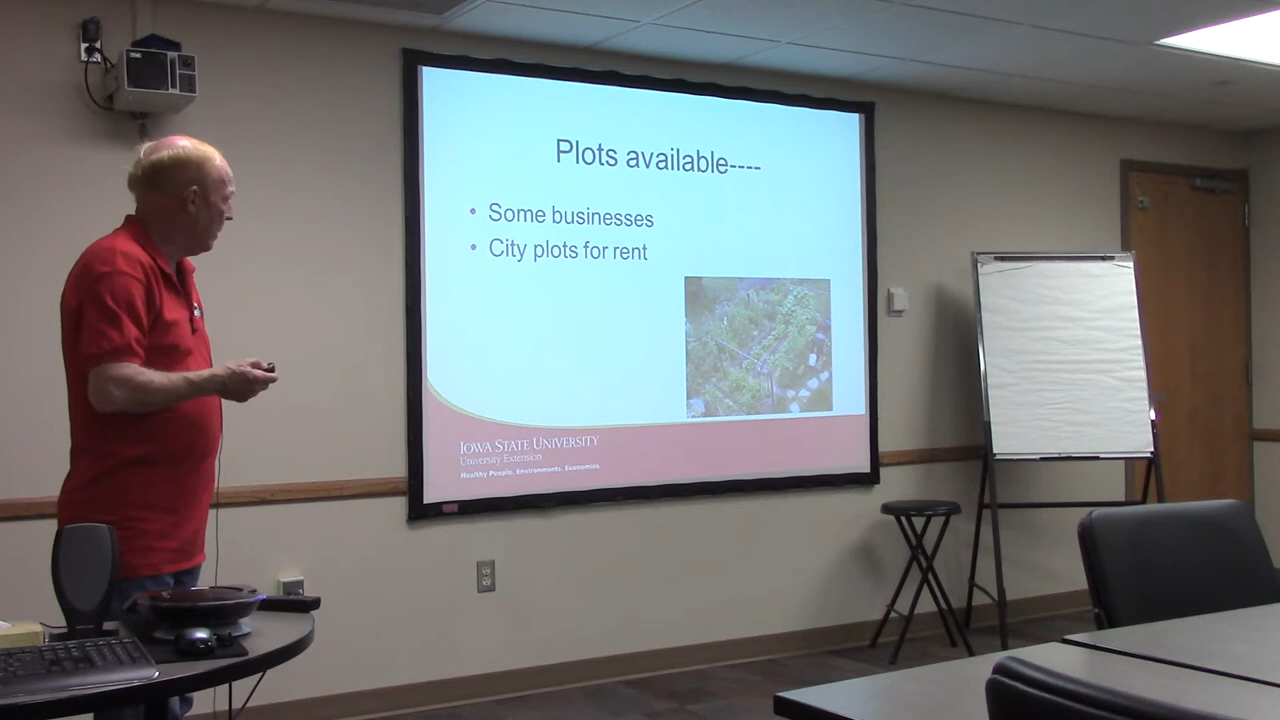 Plots available----
• Some businesses
• City plots for rent
IOWA STATE UNIVERSITY
University Extension
Healthy People. Environments. Economies.